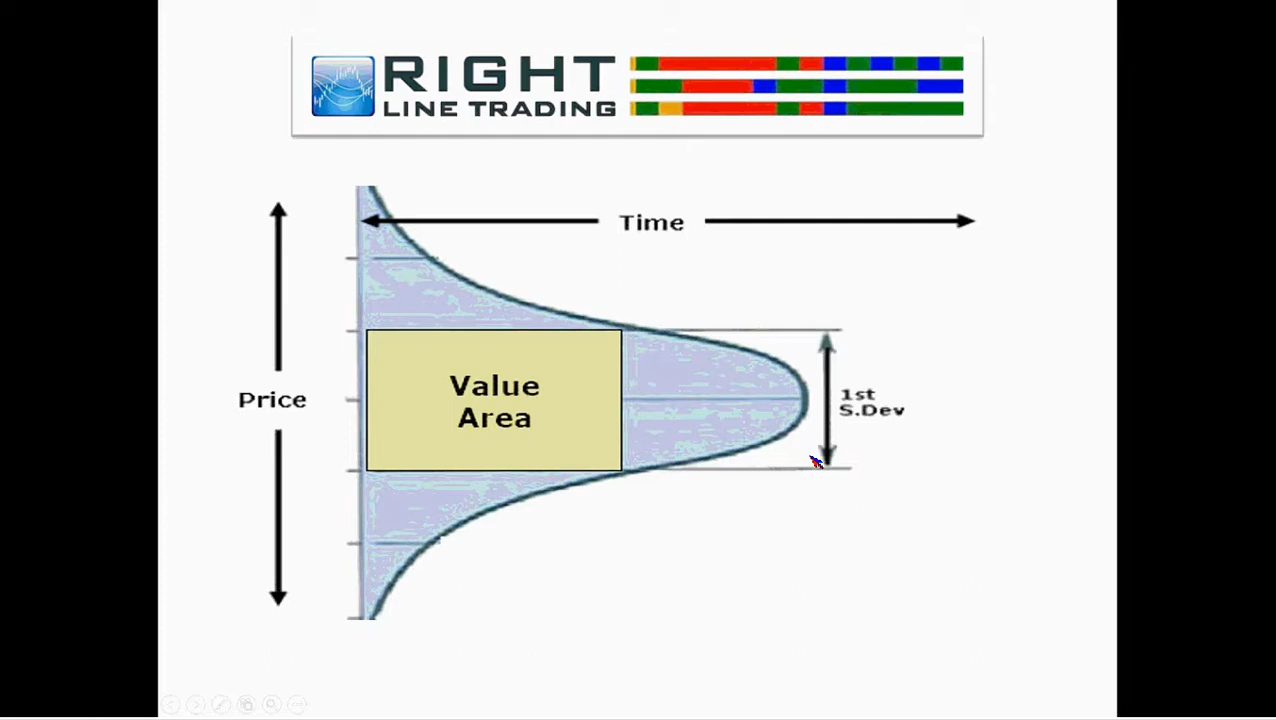 RIGHT
LINE TRADING
Time
Value
Area
Price
1st
S.Dev